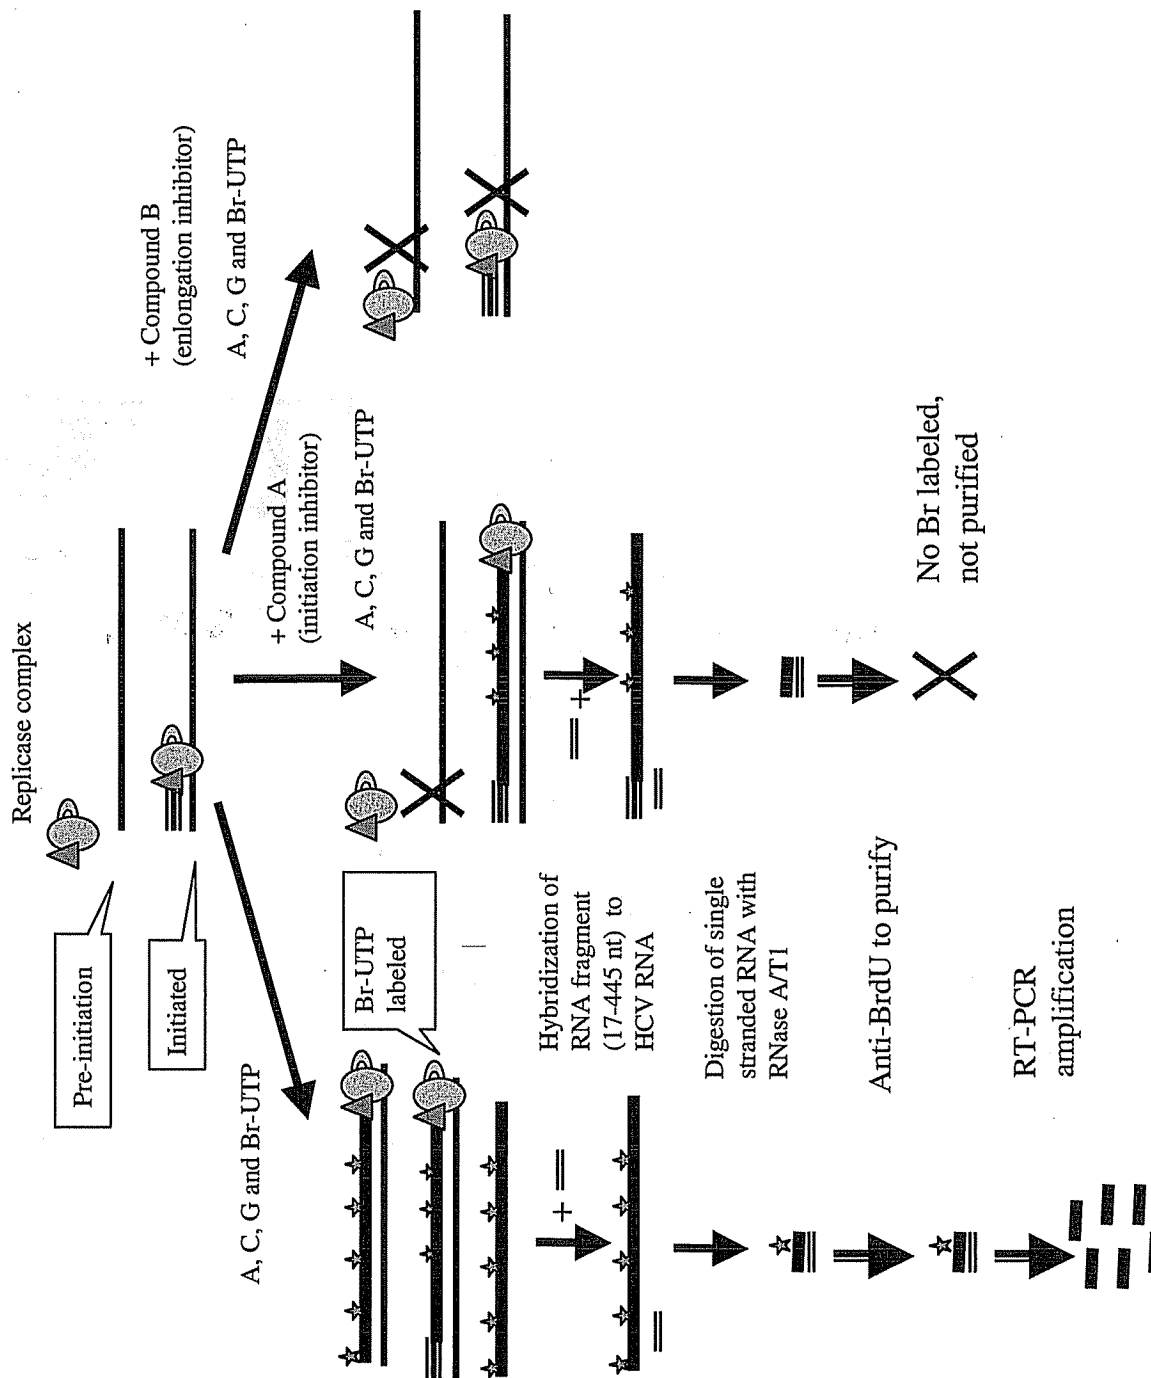 Replicase complex
Pre-initiation
Initiated
A, C, G and Br-UTP
+ Compound A
(initiation inhibitor)
A, C, G and Br-UTP
+ Compound B
(enlongation inhibitor)
A, C, G and Br-UTP
Br-UTP
labeled
+
+
Hybridization of
RNA fragment
(17-445 nt) to
HCV RNA
Digestion of single
stranded RNA with
RNase A/T1
Anti-BrdU to purify
No Br labeled,
not purified
RT-PCR
amplification